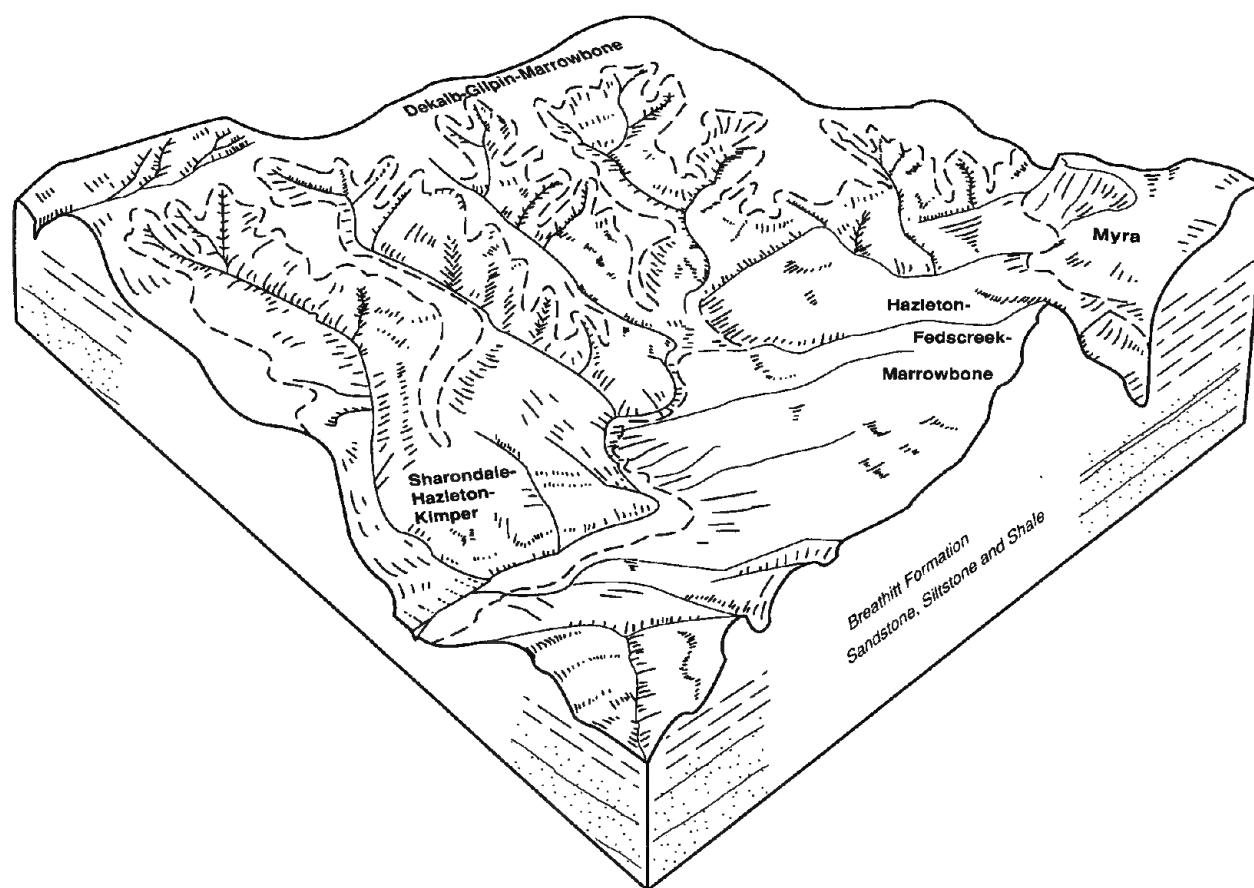 Dekalb-Gilpin-Marrowbone
Myra
Hazleton-
Fedscreek-
Marrowbone
Sharondale-
Hazleton-
Kimper
Breathitt Formation
Sandstone, Siltstone and Shale